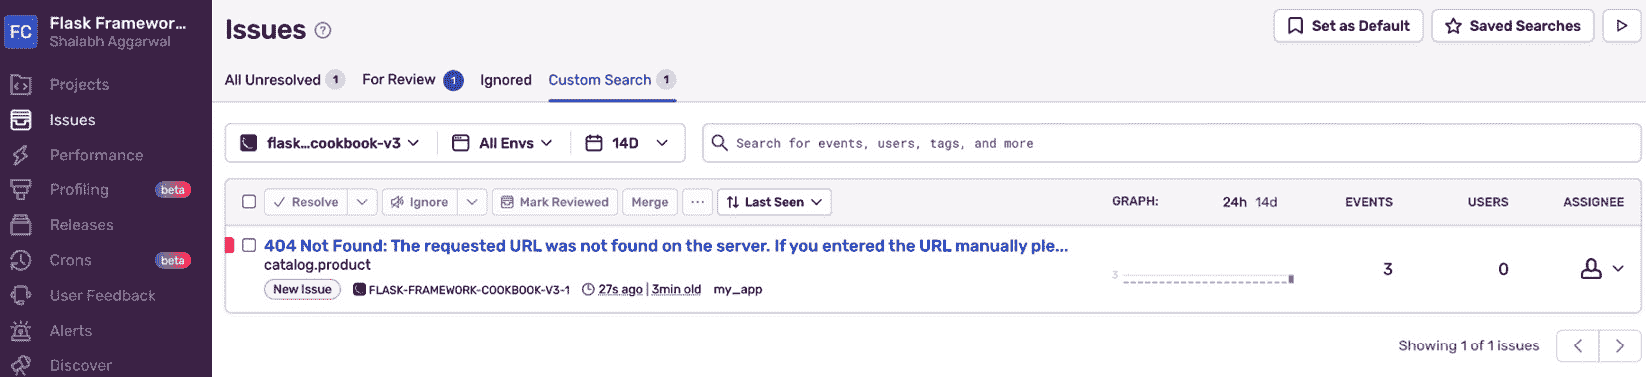 FC
Flask Framewor...
Shalabh Aggarwal
Projects
Issues
Performance
Profiling beta
Releases
Crons beta
User Feedback
Alerts
Discover
Issues ?
Set as Default
Saved Searches
All Unresolved 1 For Review 1 Ignored Custom Search 1
flask...cookbook-v3 All Envs 14D Search for events, users, tags, and more
Resolve Ignore Mark Reviewed Merge ... Last Seen GRAPH: 24h 14d EVENTS USERS ASSIGNEE
404 Not Found: The requested URL was not found on the server. If you entered the URL manually ple...
catalog.product
3 3 0
New Issue FLASK-FRAMEWORK-COOKBOOK-V3-1 27s ago | 3min old my_app
Showing 1 of 1 issues